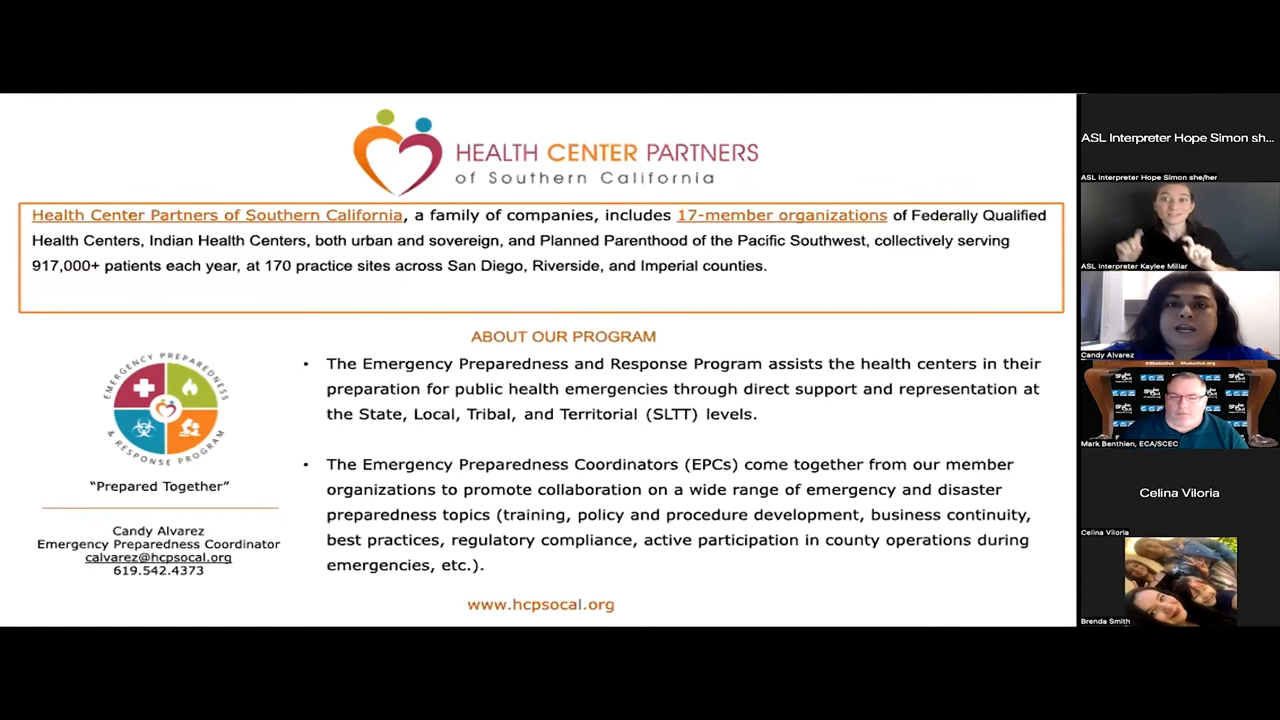 HEALTH CENTER PARTNERS
of Southern California
Health Center Partners of Southern California, a family of companies, includes 17-member organizations of Federally Qualified
Health Centers, Indian Health Centers, both urban and sovereign, and Planned Parenthood of the Pacific Southwest, collectively serving
917,000+ patients each year, at 170 practice sites across San Diego, Riverside, and Imperial counties.
ABOUT OUR PROGRAM
• The Emergency Preparedness and Response Program assists the health centers in their
preparation for public health emergencies through direct support and representation at
the State, Local, Tribal, and Territorial (SLTT) levels.
• The Emergency Preparedness Coordinators (EPCs) come together from our member
organizations to promote collaboration on a wide range of emergency and disaster
preparedness topics (training, policy and procedure development, business continuity,
best practices, regulatory compliance, active participation in county operations during
emergencies, etc.).
www.hcpsocal.org
EMERGENCY PREPAREDNESS
& RESPONSE PROGRAM
“Prepared Together”
Candy Alvarez
Emergency Preparedness Coordinator
calvarez@hcpsocal.org
619.542.4373
ASL Interpreter Hope Simon sh...
ASL Interpreter Hope Simon she/her
ASL Interpreter Kaylee Millar
Candy Alvarez
#ShakeOut ShakeOut.org
Shake
Out
Mark Benthien, ECA/SCEC
Celina Viloria
Celina Viloria
Brenda Smith